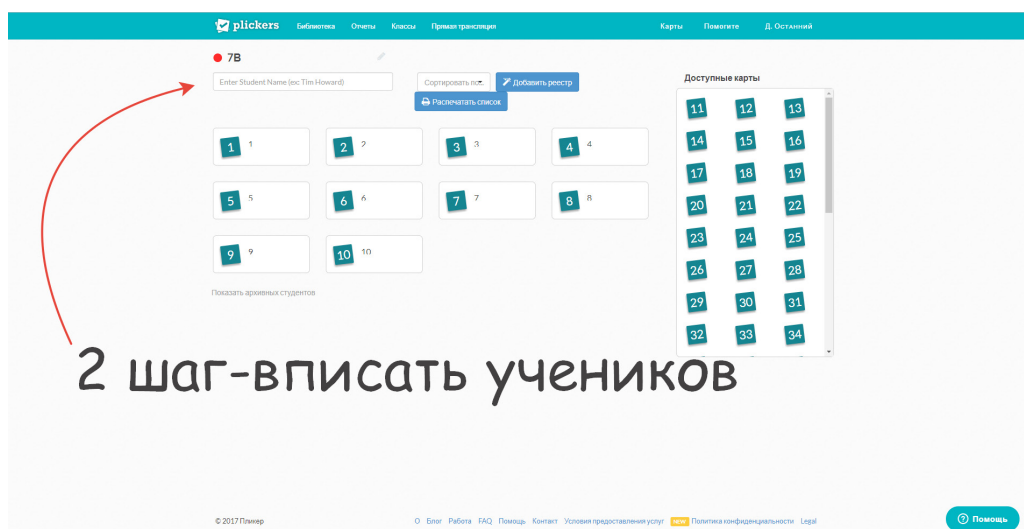 plickers Библиотека Отчеты Классы Прямая трансляция Карты Помогите Д. Останний
7В
Enter Student Name (ex: Tim Howard) Сортировать по: Добавить реестр
Распечатать список
Доступные карты
1 1 2 2 3 3 4 4
5 5 6 6 7 7 8 8
9 9 10 10
Показать архивных студентов
11 12 13
14 15 16
17 18 19
20 21 22
23 24 25
26 27 28
29 30 31
32 33 34
2 шаг-вписать учеников
© 2017 Пликер О Блог Работа FAQ Помощь Контакт Условия предоставления услуг NEW Политика конфиденциальности Legal
Помощь